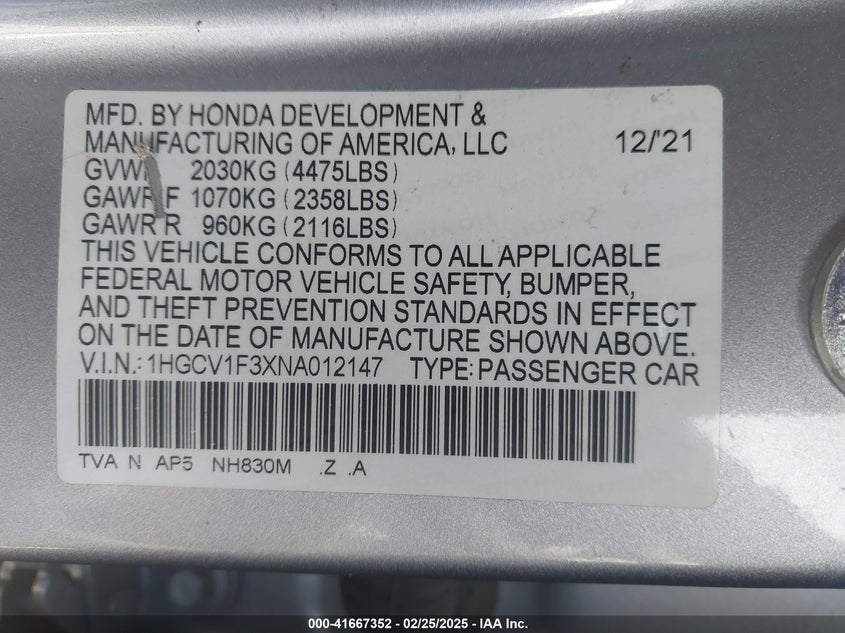 MFD. BY HONDA DEVELOPMENT &
MANUFACTURING OF AMERICA, LLC 12/'21
GVWR 2030KG (4475LBS)
GAWR F 1070KG (2358LBS)
GAWR R 960KG (2116LBS)
THIS VEHICLE CONFORMS TO ALL APPLICABLE
FEDERAL MOTOR VEHICLE SAFETY, BUMPER,
AND THEFT PREVENTION STANDARDS IN EFFECT
ON THE DATE OF MANUFACTURE SHOWN ABOVE.
V.I.N.: 1HGCV1F3XNA012147 TYPE: PASSENGER CAR
TVA N AP5 NH830M .Z .A
000-41667352 - 02/25/2025 - IAA Inc.